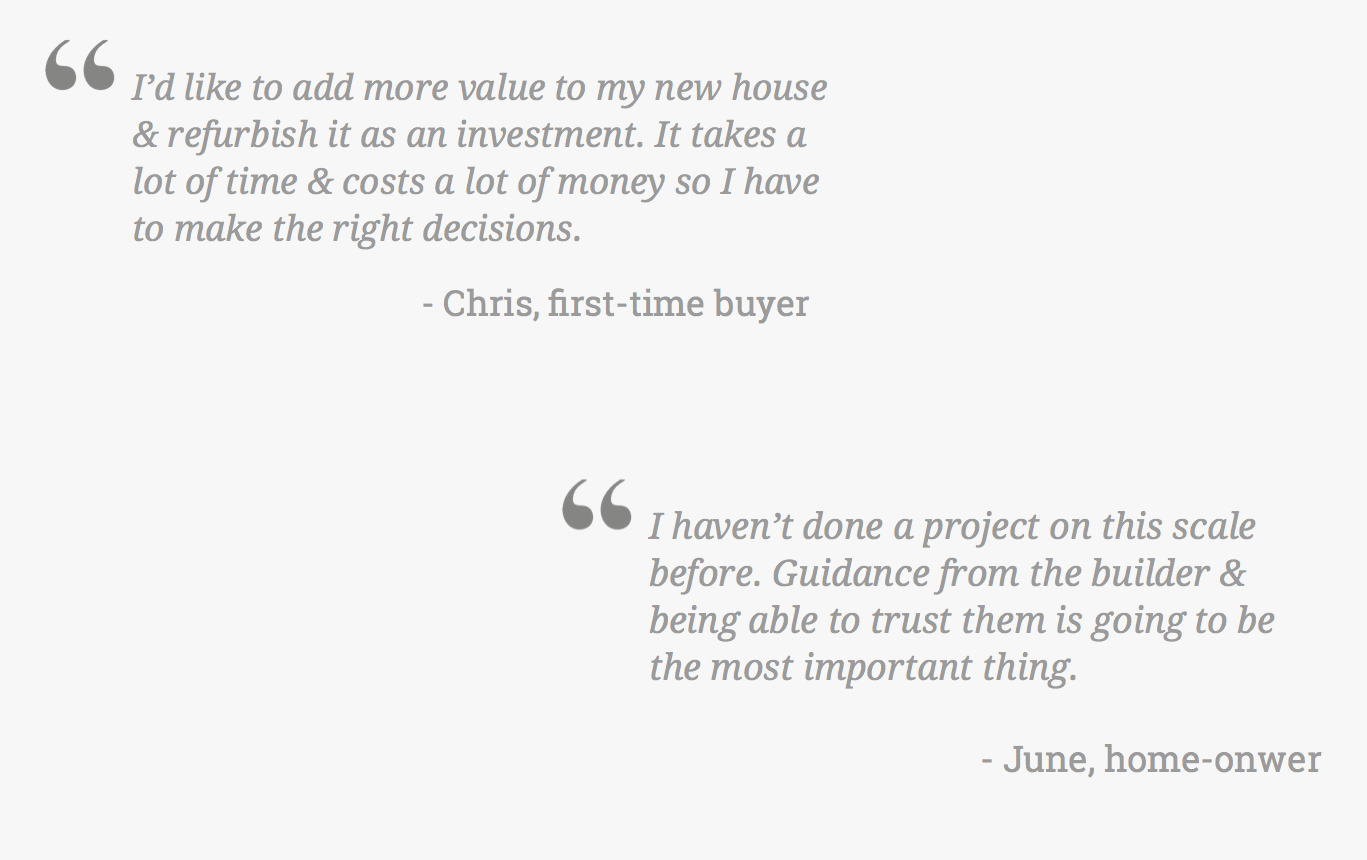 “ I’d like to add more value to my new house
& refurbish it as an investment. It takes a
lot of time & costs a lot of money so I have
to make the right decisions.
- Chris, first-time buyer
“ I haven’t done a project on this scale
before. Guidance from the builder &
being able to trust them is going to be
the most important thing.
- June, home-onwer